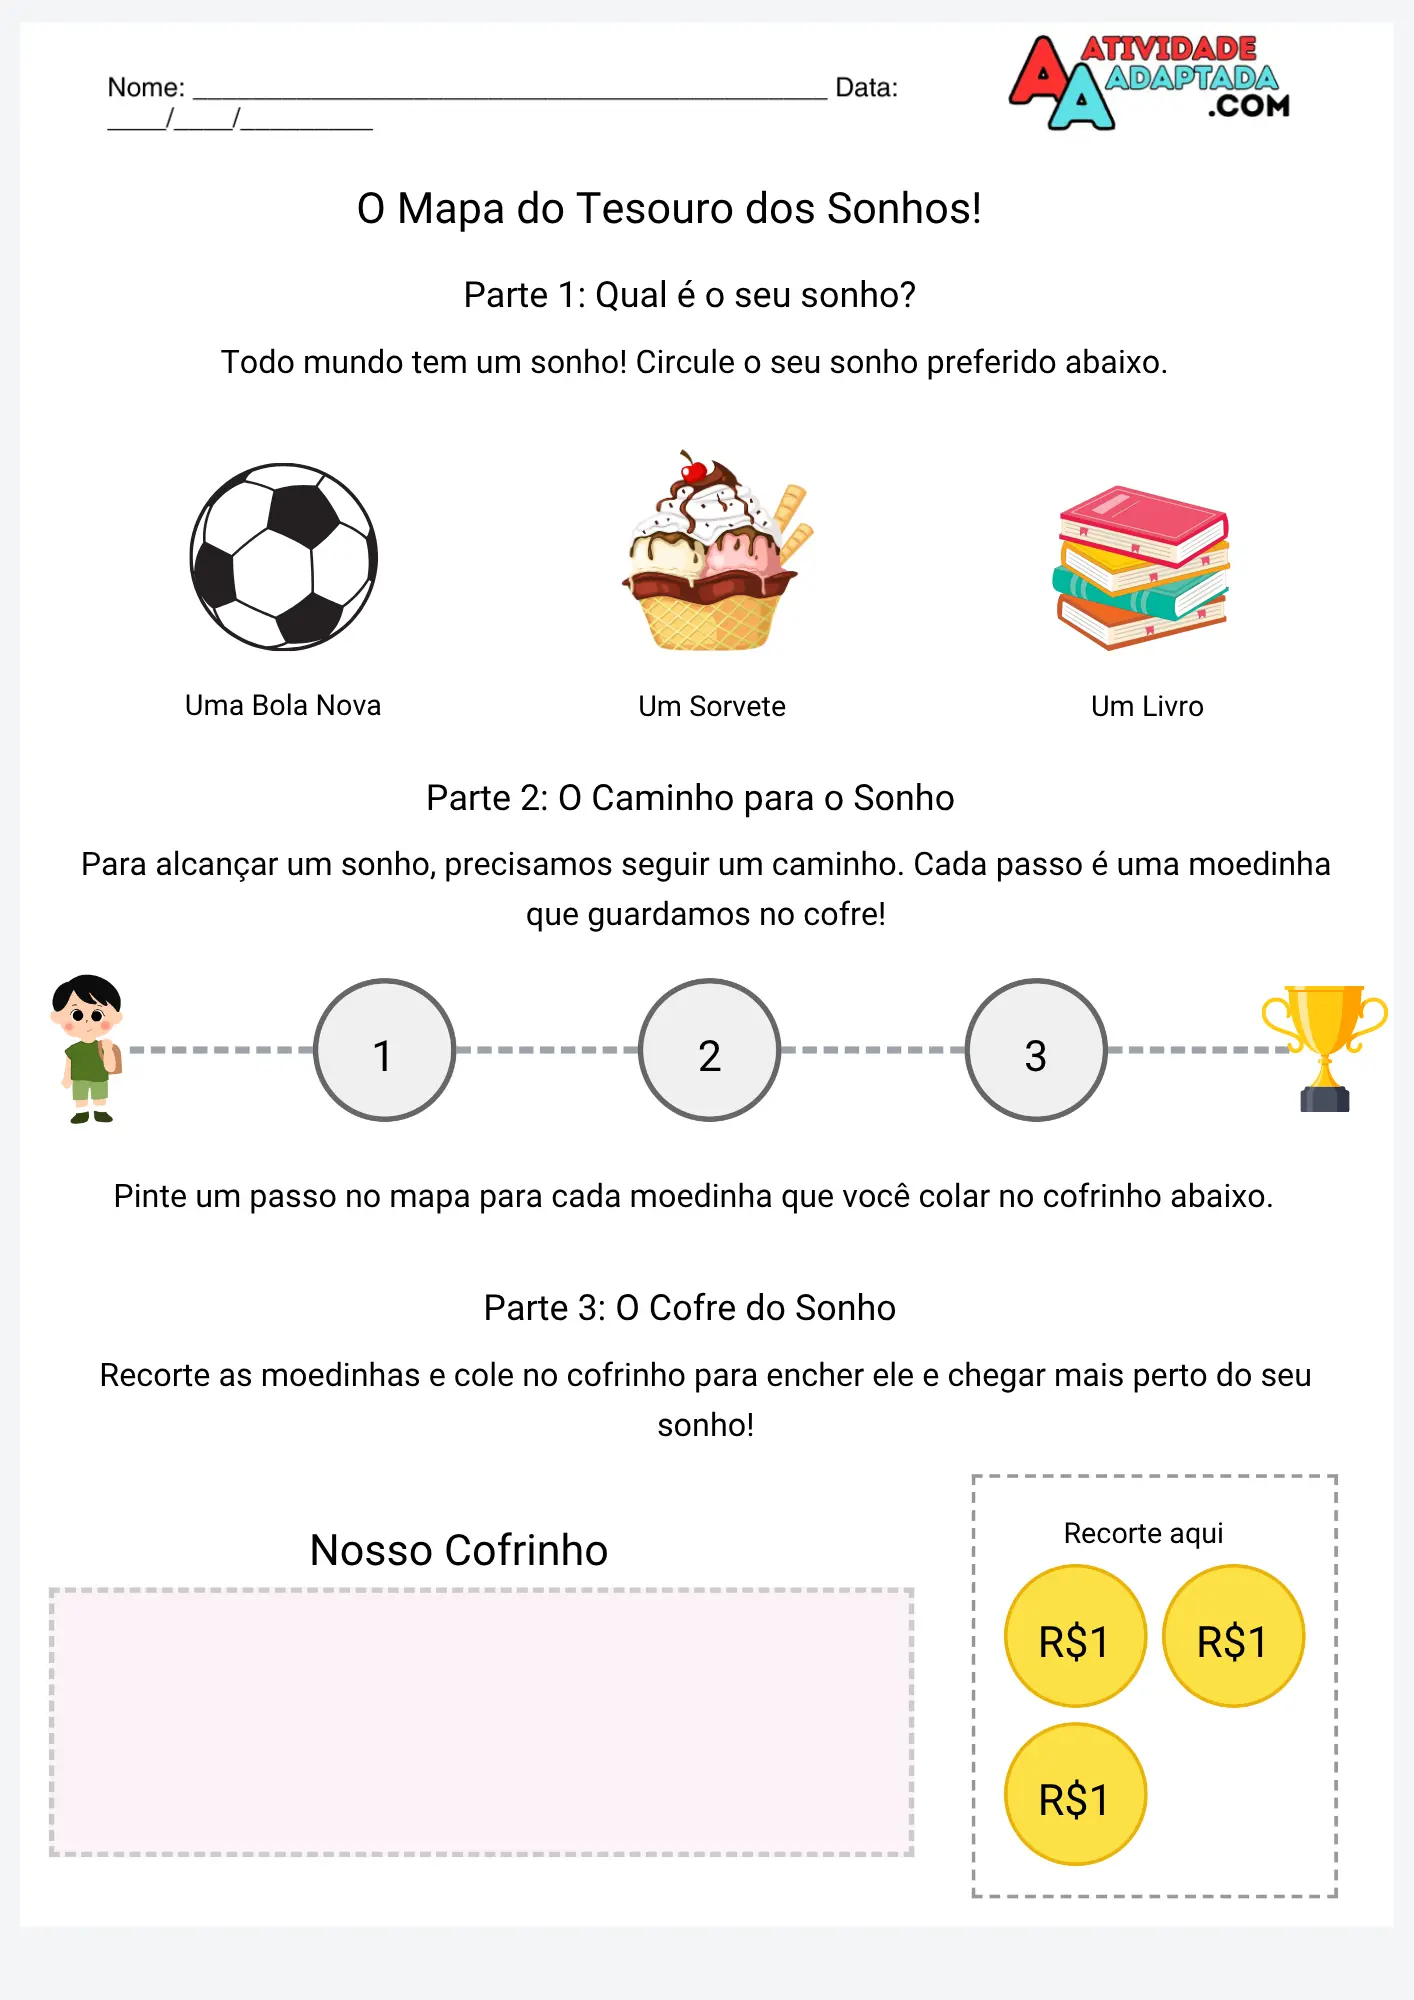 Nome: ___________________________________________ Data:
____/____/_________
ATIVIDADE
ADAPTADA
.COM
O Mapa do Tesouro dos Sonhos!
Parte 1: Qual é o seu sonho?
Todo mundo tem um sonho! Circule o seu sonho preferido abaixo.
Uma Bola Nova
Um Sorvete
Um Livro
Parte 2: O Caminho para o Sonho
Para alcançar um sonho, precisamos seguir um caminho. Cada passo é uma moedinha
que guardamos no cofre!
1
2
3
Pinte um passo no mapa para cada moedinha que você colar no cofrinho abaixo.
Parte 3: O Cofre do Sonho
Recorte as moedinhas e cole no cofrinho para encher ele e chegar mais perto do seu
sonho!
Nosso Cofrinho
Recorte aqui
R$1
R$1
R$1